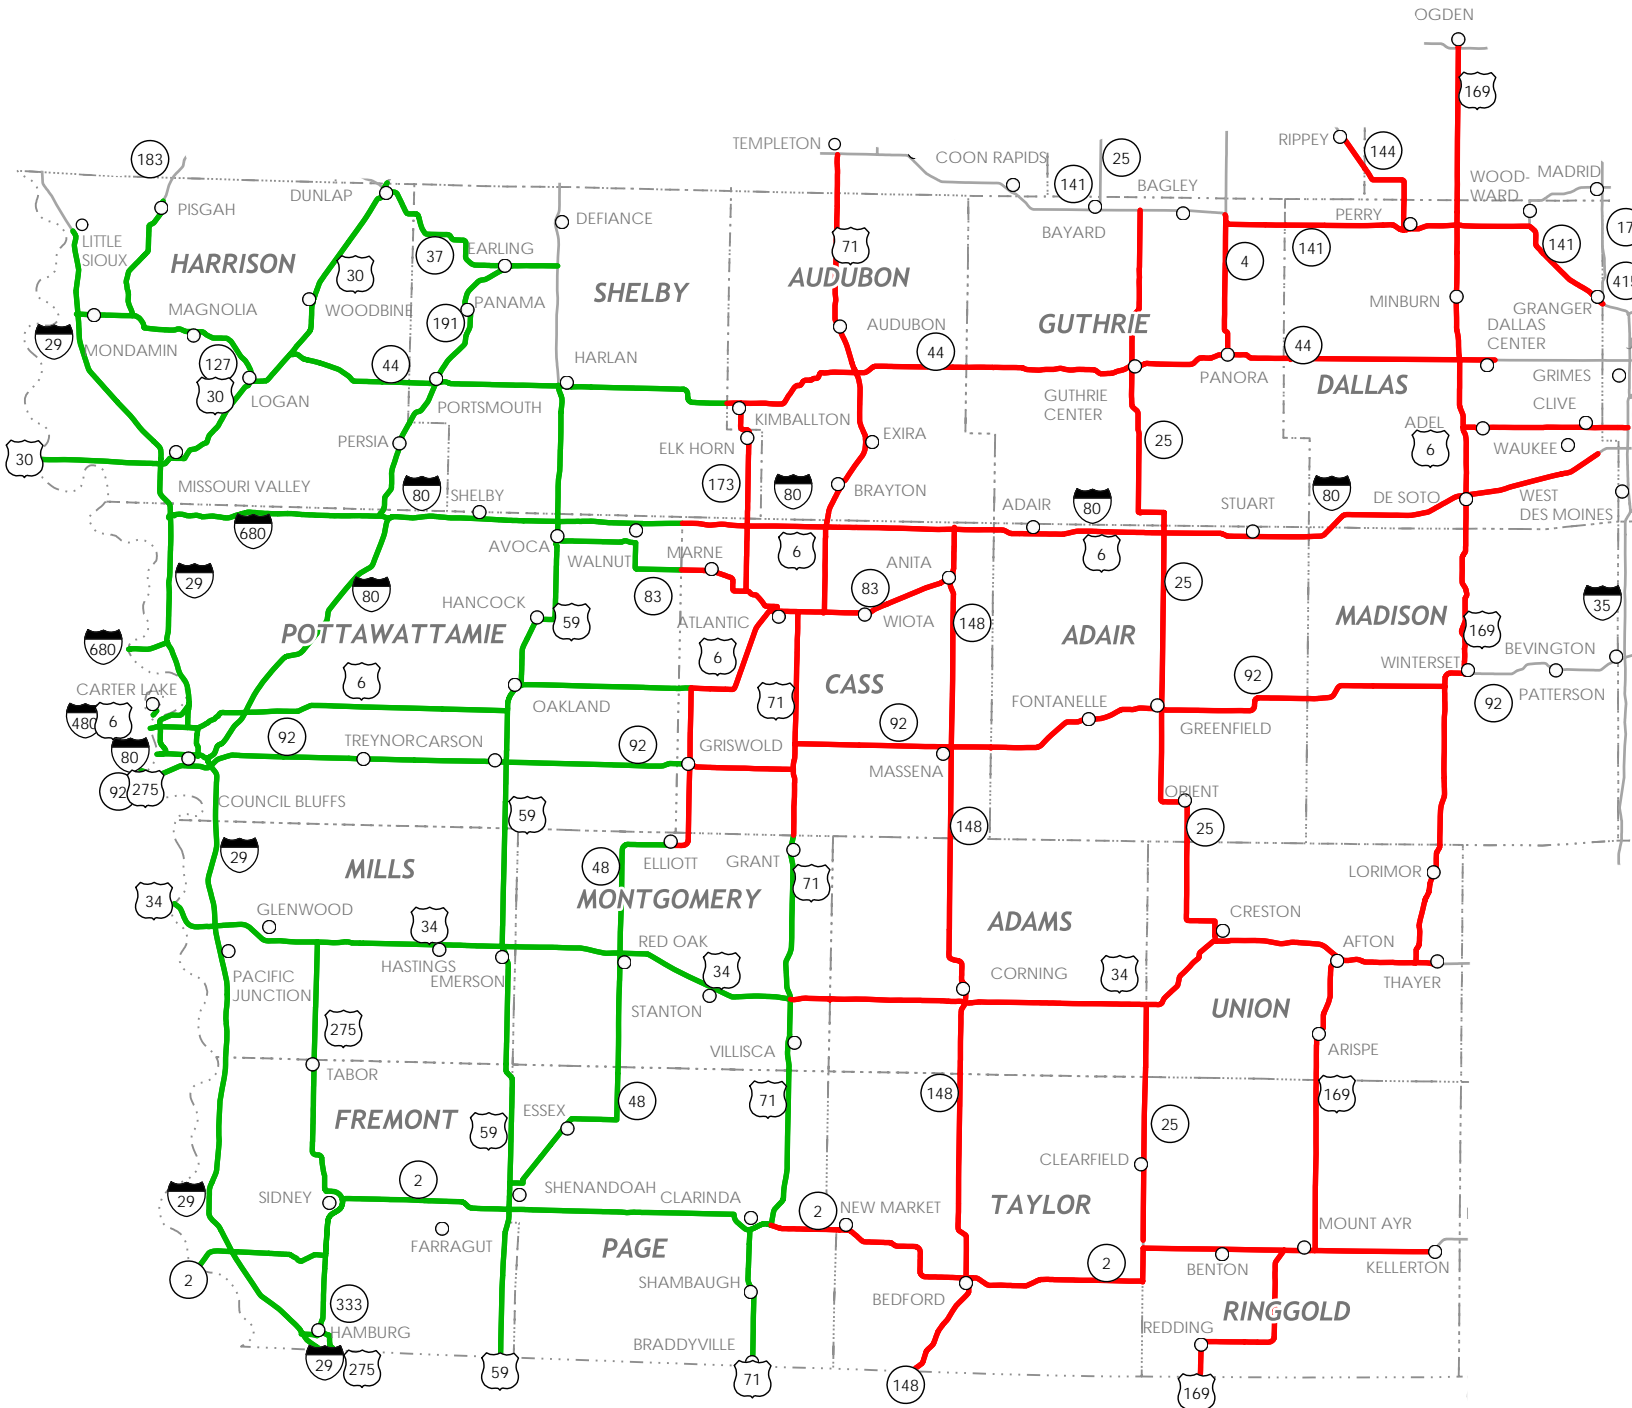 OGDEN
169
183
TEMPLETON
COON RAPIDS
25
RIPPEY
144
141
BAGLEY
WOOD-
WARD
MADRID
DUNLAP
PISGAH
DEFIANCE
BAYARD
PERRY
17
LITTLE
SIOUX
HARRISON
37
EARLING
30
71
AUDUBON
4
141
141
415
SHELBY
MAGNOLIA
WOODBINE
PANAMA
191
AUDUBON
GUTHRIE
MINBURN
GRANGER
29
MONDAMIN
127
30
44
HARLAN
44
44
DALLAS
CENTER
LOGAN
PORTSMOUTH
KIMBALLTON
GUTHRIE
CENTER
PANORA
DALLAS
GRIMES
CLIVE
30
PERSIA
ELK HORN
EXIRA
25
ADEL
6
WAUKEE
MISSOURI VALLEY
80
SHELBY
173
80
BRAYTON
ADAIR
80
STUART
80
DE SOTO
WEST
DES MOINES
680
AVOCA
WALNUT
MARNE
6
ANITA
6
29
80
HANCOCK
59
83
ATLANTIC
83
WIOTA
148
25
35
POTTAWATTAMIE
ADAIR
MADISON
169
BEVINGTON
680
6
6
CASS
WINTERSET
CARTER LAKE
480
6
OAKLAND
71
FONTANELLE
92
PATTERSON
92
92
TREYNOR
CARSON
92
GRISWOLD
92
MASSENA
GREENFIELD
80
92
275
COUNCIL BLUFFS
59
ORIENT
25
148
29
MILLS
48
ELLIOTT
GRANT
71
LORIMOR
34
GLENWOOD
34
MONTGOMERY
ADAMS
CRESTON
HASTINGS
EMERSON
RED OAK
34
CORNING
34
AFTON
PACIFIC
JUNCTION
STANTON
THAYER
275
VILLISCA
UNION
ARISPE
TABOR
FREMONT
59
ESSEX
48
71
148
25
169
CLEARFIELD
29
SIDNEY
2
SHENANDOAH
CLARINDA
2
NEW MARKET
TAYLOR
MOUNT AYR
FARRAGUT
PAGE
2
SHAMBAUGH
BEDFORD
2
BENTON
KELLERTON
333
HAMBURG
RINGGOLD
REDDING
BRADDYVILLE
29
275
59
71
148
169